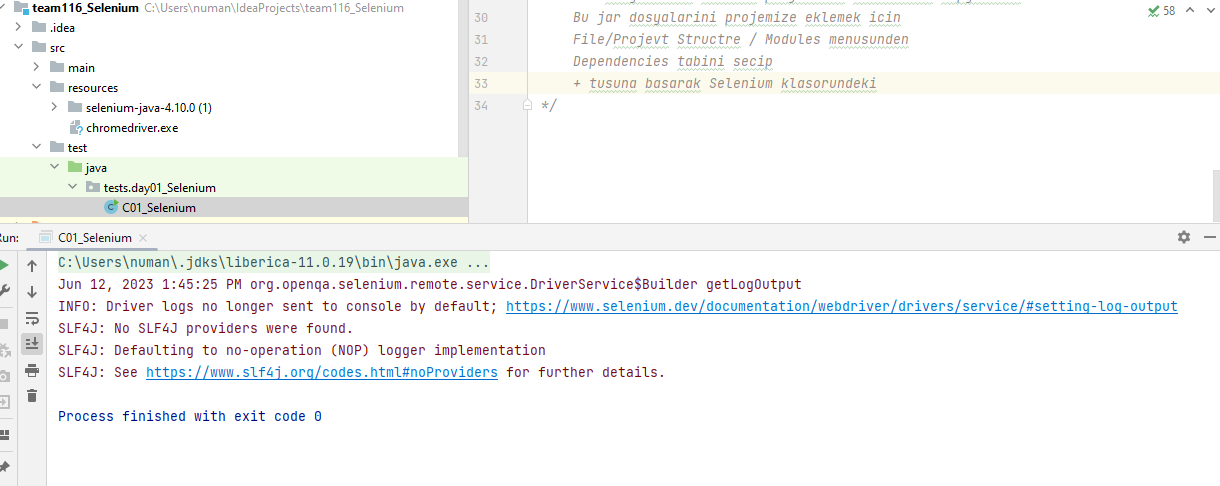 team116_Selenium C:\Users\numan\IdeaProjects\team116_Selenium
.idea
src
main
resources
selenium-java-4.10.0 (1)
chromedriver.exe
test
java
tests.day01_Selenium
C01_Selenium
30 Bu jar dosyalarini projemize eklemek icin
31 File/Projevt Structre / Modules menusunden
32 Dependencies tabini secip
33 + tusuna basarak Selenium klasorundeki
34 */
58
Run: C01_Selenium
C:\Users\numan\.jdks\liberica-11.0.19\bin\java.exe ...
Jun 12, 2023 1:45:25 PM org.openqa.selenium.remote.service.DriverService$Builder getLogOutput
INFO: Driver logs no longer sent to console by default; https://www.selenium.dev/documentation/webdriver/drivers/service/#setting-log-output
SLF4J: No SLF4J providers were found.
SLF4J: Defaulting to no-operation (NOP) logger implementation
SLF4J: See https://www.slf4j.org/codes.html#noProviders for further details.
Process finished with exit code 0